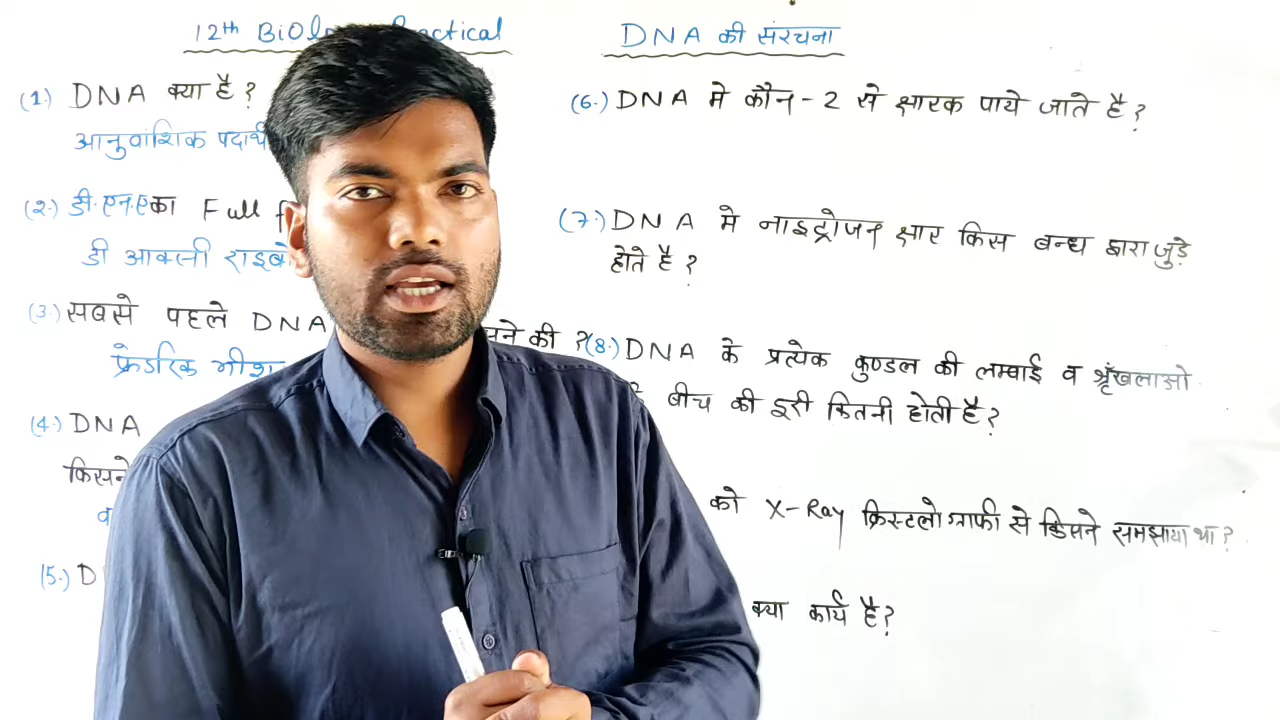 12th Biology Practical
DNA की संरचना
(1.) DNA क्या है ?
आनुवांशिक पदार्थ
(2.) डी.एन.ए का Full
डी आक्सी राइबो
(3.) सबसे पहले DNA
की ?
फ्रेडरिक मीशर
(4.) DNA
किसने
(5.) D
(6.) DNA मे कौन-2 से क्षारक पाये जाते है ?
(7.) DNA मे नाइट्रोजन क्षार किस बन्ध द्वारा जुड़े
होते है ?
(8.) DNA के प्रत्येक कुण्डल की लम्बाई व श्रृंखलाओ
बीच की दूरी कितनी होती है ?
को X-Ray क्रिस्टलोग्राफी से किसने समझाया था ?
क्या कार्य है ?